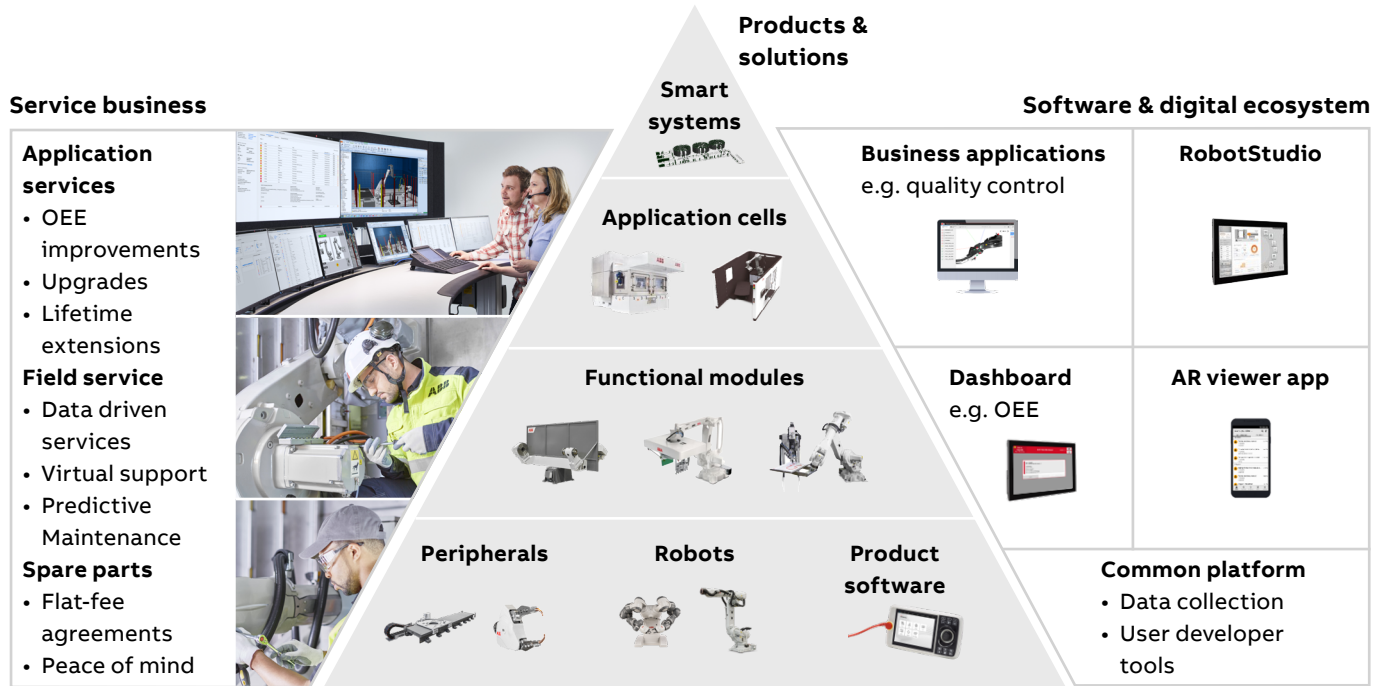 Products &
solutions
Service business
Software & digital ecosystem
Application
services
• OEE
improvements
• Upgrades
• Lifetime
extensions
Field service
• Data driven
services
• Virtual support
• Predictive
Maintenance
Spare parts
• Flat-fee
agreements
• Peace of mind
ABB
Smart
systems
Application cells
Functional modules
Peripherals
Robots
Product
software
Business applications
e.g. quality control
RobotStudio
Dashboard
e.g. OEE
AR viewer app
Common platform
• Data collection
• User developer
tools